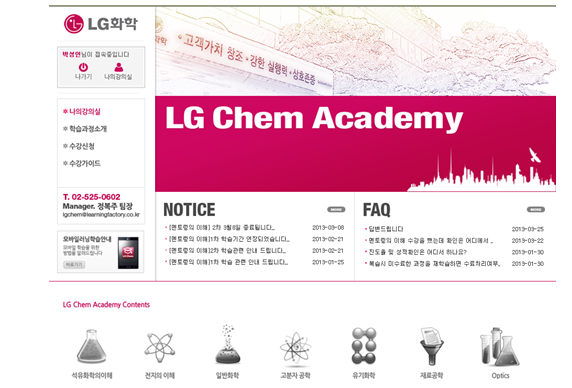 LG화학
박성연님이 접속중입니다
나가기
나의강의실
고객가치 창조 · 강한 실행력 · 상호존중
LG Chem Academy
나의강의실
학습과정소개
수강신청
수강가이드
T. 02-525-0602
Manager. 정복주 팀장
lgchem@learningfactory.co.kr
모바일러닝학습안내
모바일 학습을 위한
방법을 알려드립니다
바로가기
NOTICE
MORE
[멘토링의 이해] 2차 3월8일 종료됩니다..
2013-03-08
[멘토링의이해]1차 학습기간 연장되었습니다..
2013-02-21
[멘토링의이해]2차 학습관련 안내 드립니다..
2013-02-21
[멘토링의이해]1차 학습 관련 안내 드립니다..
2013-01-25
FAQ
MORE
답변드립니다
2013-03-25
멘토링의 이해 수강을 했는데 확인은 어디에서 ..
2013-03-22
진도율 및 성적확인은 어디서 하나요?
2013-01-30
복습시 미수료한 과정을 재학습하면 수료처리여부..
2013-01-30
LG Chem Academy Contents
석유화학의이해
전지의 이해
일반화학
고분자·공학
유기화학
재료공학
Optics